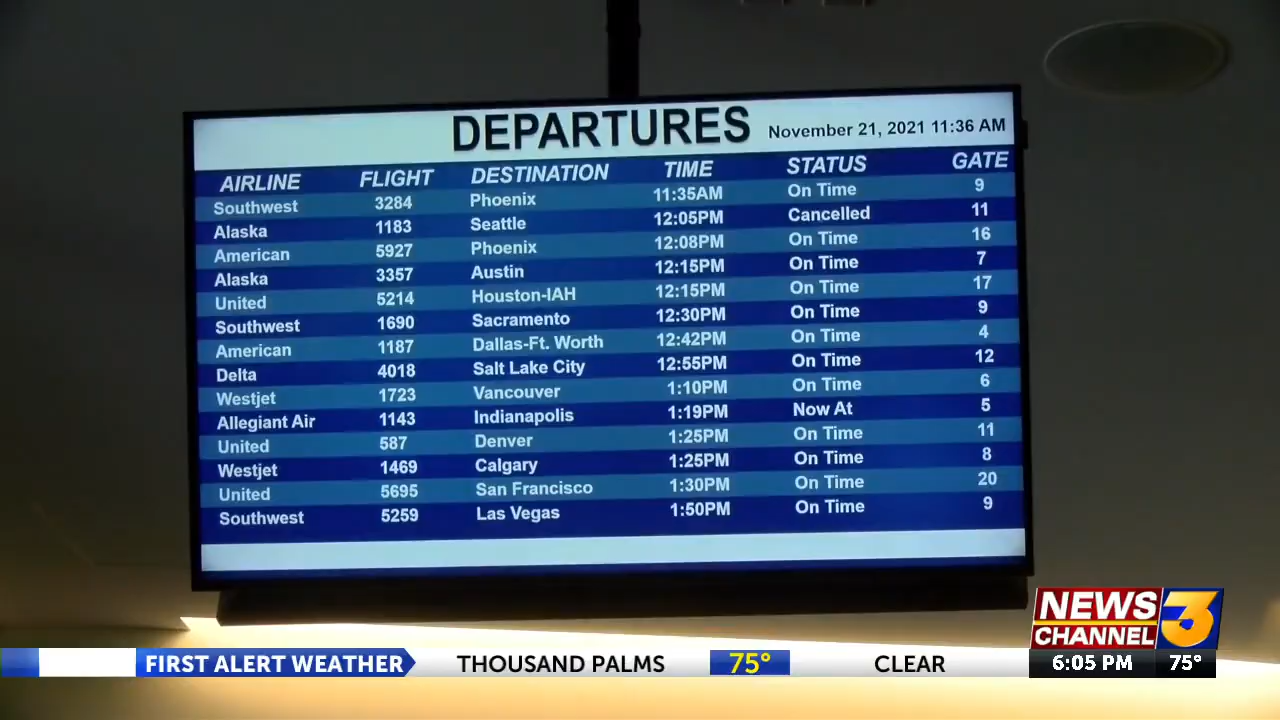 DEPARTURES November 21, 2021 11:36 AM
AIRLINE FLIGHT DESTINATION TIME STATUS GATE
Southwest 3284 Phoenix 11:35AM On Time 9
Alaska 1183 Seattle 12:05PM Cancelled 11
American 5927 Phoenix 12:08PM On Time 16
Alaska 3357 Austin 12:15PM On Time 7
United 5214 Houston-IAH 12:15PM On Time 17
Southwest 1690 Sacramento 12:30PM On Time 9
American 1187 Dallas-Ft. Worth 12:42PM On Time 4
Delta 4018 Salt Lake City 12:55PM On Time 12
Westjet 1723 Vancouver 1:10PM On Time 6
Allegiant Air 1143 Indianapolis 1:19PM Now At 5
United 587 Denver 1:25PM On Time 11
Westjet 1469 Calgary 1:25PM On Time 8
United 5695 San Francisco 1:30PM On Time 20
Southwest 5259 Las Vegas 1:50PM On Time 9
NEWS
CHANNEL 3
FIRST ALERT WEATHER THOUSAND PALMS 75° CLEAR 6:05 PM 75°